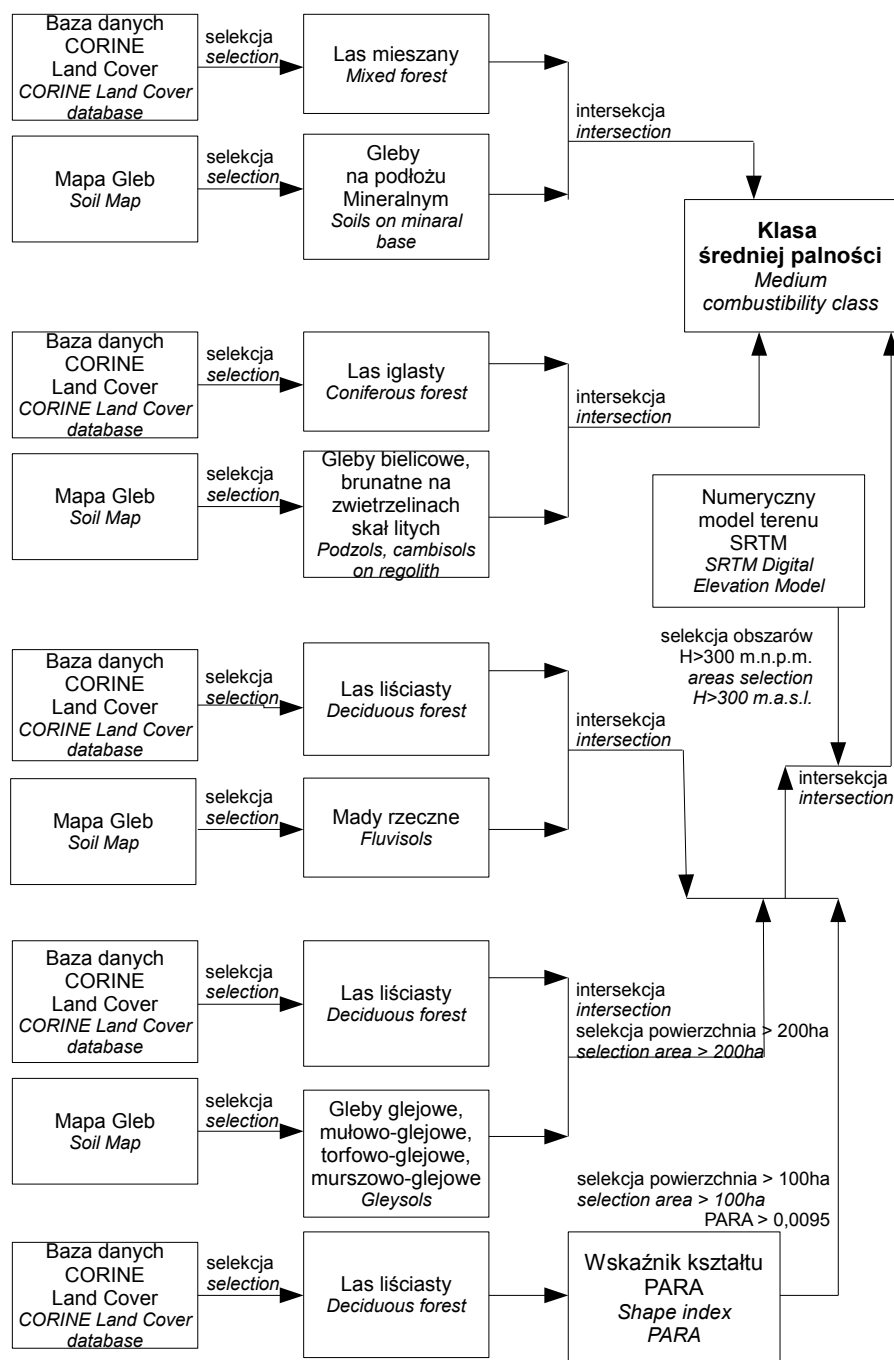 Baza danych
CORINE
Land Cover
CORINE Land Cover
database
selekcja
selection
Las mieszany
Mixed forest
intersekcja
intersection
Mapa Gleb
Soil Map
selekcja
selection
Gleby
na podłożu
Mineralnym
Soils on minaral
base
Klasa
średniej palności
Medium
combustibility class
Baza danych
CORINE
Land Cover
CORINE Land Cover
database
selekcja
selection
Las iglasty
Coniferous forest
intersekcja
intersection
Mapa Gleb
Soil Map
selekcja
selection
Gleby bielicowe,
brunatne na
zwietrzelinach
skał litych
Podzols, cambisols
on regolith
Numeryczny
model terenu
SRTM
SRTM Digital
Elevation Model
selekcja obszarów
H>300 m.n.p.m.
areas selection
H>300 m.a.s.l.
Baza danych
CORINE
Land Cover
CORINE Land Cover
database
selekcja
selection
Las liściasty
Deciduous forest
intersekcja
intersection
intersekcja
intersection
Mapa Gleb
Soil Map
selekcja
selection
Mady rzeczne
Fluvisols
Baza danych
CORINE
Land Cover
CORINE Land Cover
database
selekcja
selection
Las liściasty
Deciduous forest
intersekcja
intersection
selekcja powierzchnia > 200ha
selection area > 200ha
Mapa Gleb
Soil Map
selekcja
selection
Gleby glejowe,
mułowo-glejowe,
torfowo-glejowe,
murszowo-glejowe
Gleysols
selekcja powierzchnia > 100ha
selection area > 100ha
PARA > 0,0095
Baza danych
CORINE
Land Cover
CORINE Land Cover
database
selekcja
selection
Las liściasty
Deciduous forest
Wskaźnik kształtu
PARA
Shape index
PARA